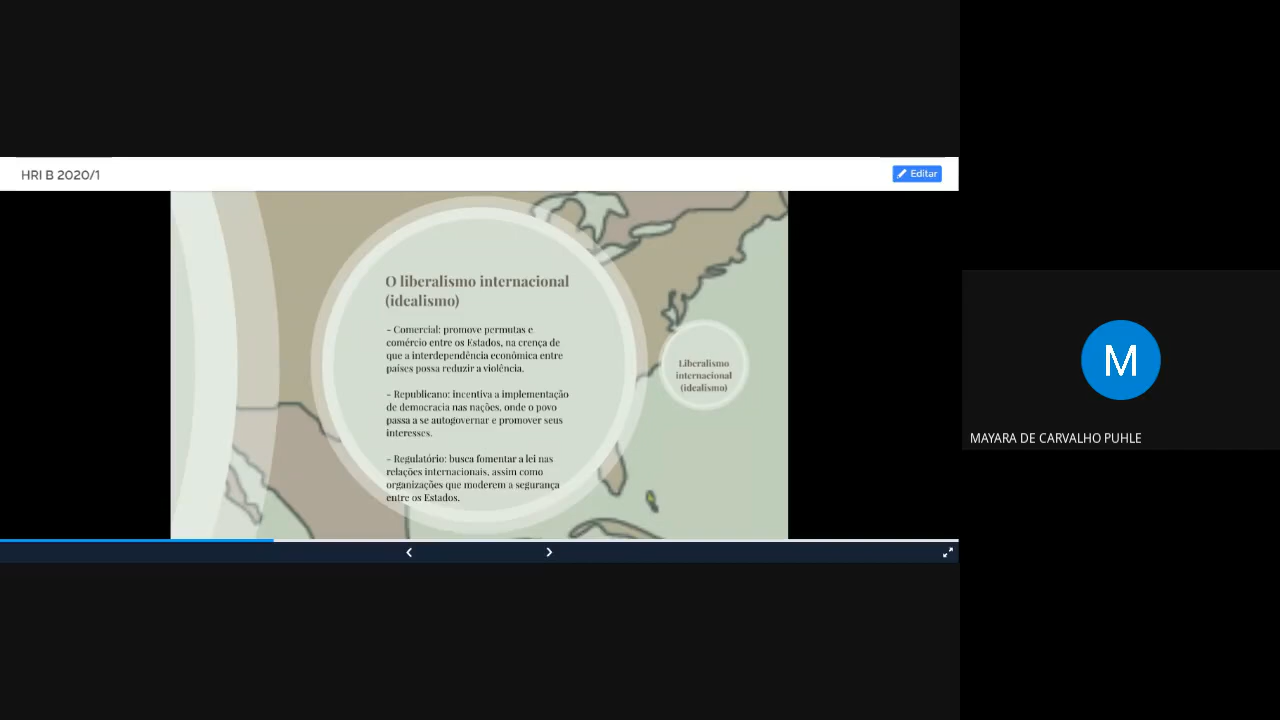 HRI B 2020/1
Editar
O liberalismo internacional
(idealismo)
- Comercial: promove permutas e
comércio entre os Estados, na crença de
que a interdependência econômica entre
países possa reduzir a violência.
- Republicano: incentiva a implementação
de democracia nas nações, onde o povo
passa a se autogovernar e promover seus
interesses.
- Regulatório: busca fomentar a lei nas
relações internacionais, assim como
organizações que moderem a segurança
entre os Estados.
Liberalismo
internacional
(idealismo)
M
MAYARA DE CARVALHO PUHLE